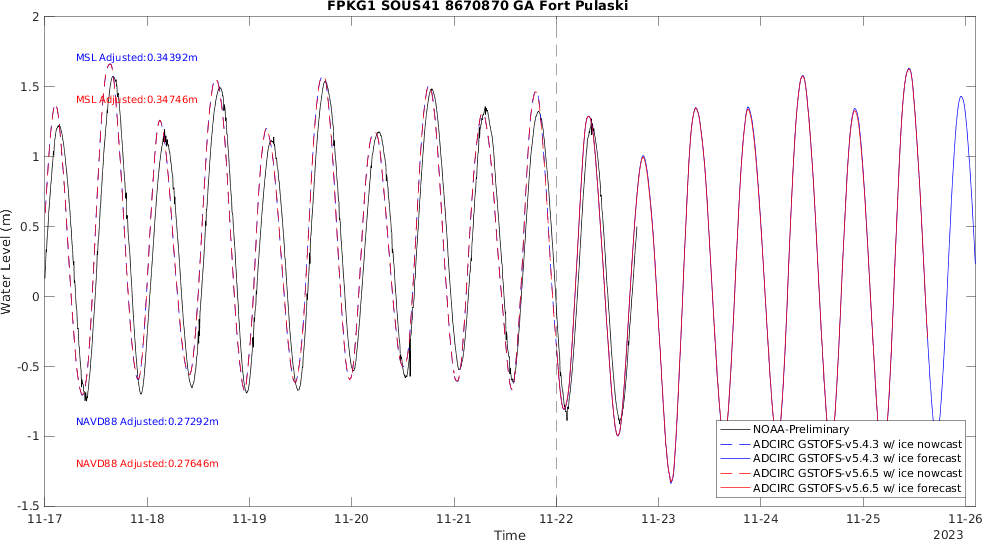 FPKG1 SOUS41 8670870 GA Fort Pulaski
2
1.5
1
0.5
0
-0.5
-1
-1.5
Water Level (m)
MSL Adjusted:0.34392m
MSL Adjusted:0.34746m
NAVD88 Adjusted:0.27292m
NAVD88 Adjusted:0.27646m
NOAA-Preliminary
ADCIRC GSTOFS-v5.4.3 w/ ice nowcast
ADCIRC GSTOFS-v5.4.3 w/ ice forecast
ADCIRC GSTOFS-v5.6.5 w/ ice nowcast
ADCIRC GSTOFS-v5.6.5 w/ ice forecast
11-17 11-18 11-19 11-20 11-21 11-22 11-23 11-24 11-25 11-26
Time
2023